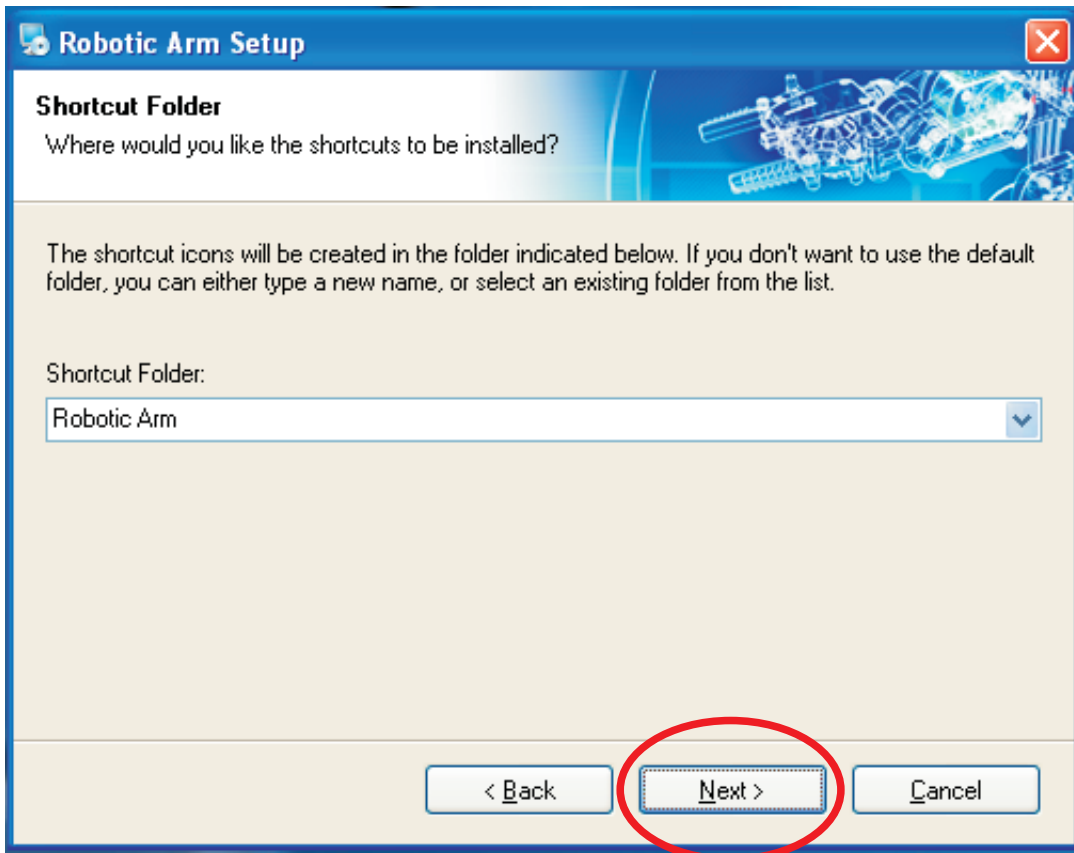 Robotic Arm Setup
Shortcut Folder
Where would you like the shortcuts to be installed?
The shortcut icons will be created in the folder indicated below. If you don't want to use the default
folder, you can either type a new name, or select an existing folder from the list.
Shortcut Folder:
Robotic Arm
< Back Next > Cancel